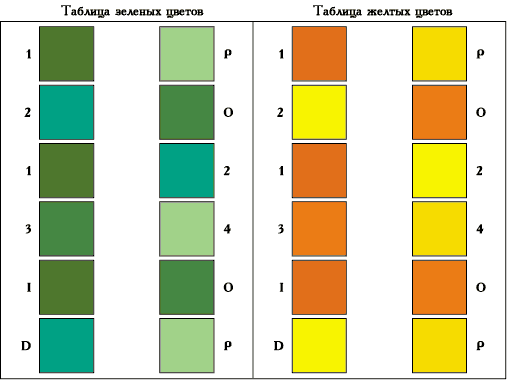 Таблица зеленых цветов Таблица желтых цветов
1 P 1 P
2 O 2 O
1 2 1 2
3 4 3 4
I O I O
D P D P